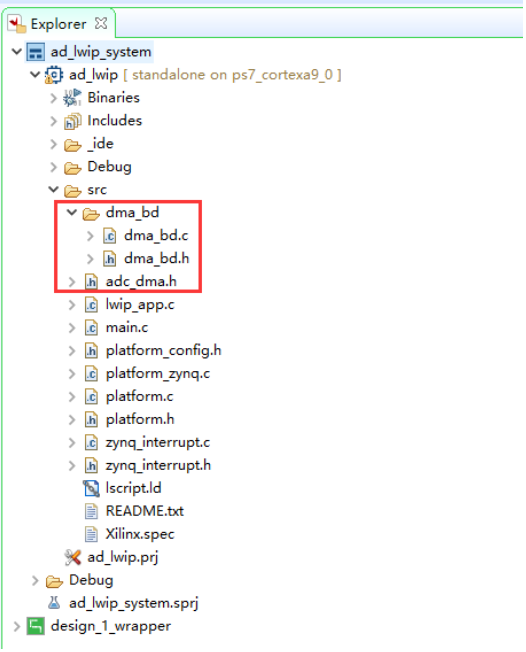 Explorer
ad_lwip_system
ad_lwip [ standalone on ps7_cortexa9_0 ]
Binaries
Includes
_ide
Debug
src
dma_bd
dma_bd.c
dma_bd.h
adc_dma.h
lwip_app.c
main.c
platform_config.h
platform_zynq.c
platform.c
platform.h
zynq_interrupt.c
zynq_interrupt.h
lscript.ld
README.txt
Xilinx.spec
ad_lwip.prj
Debug
ad_lwip_system.sprj
design_1_wrapper